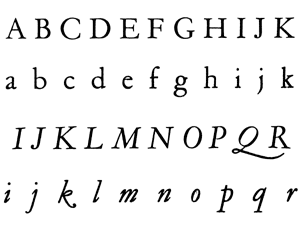 A B C D E F G H I J K
a b c d e f g h i j k
I J K L M N O P Q R
i j k l m n o p q r